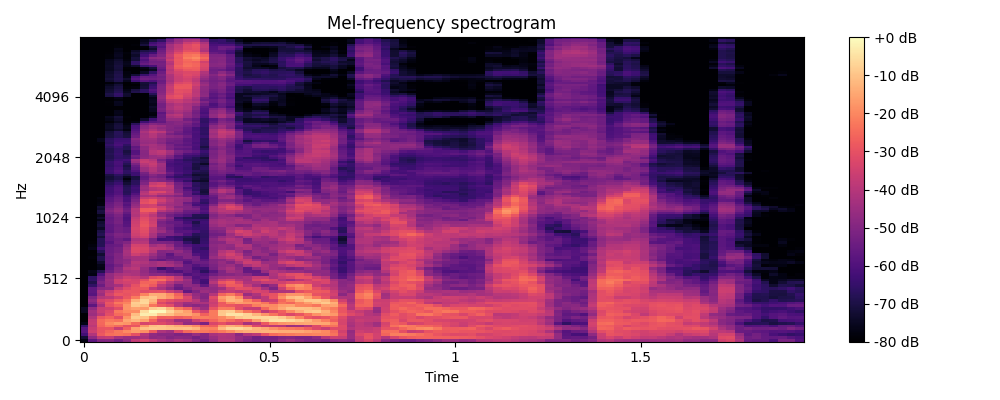 Mel-frequency spectrogram
+0 dB
-10 dB
-20 dB
-30 dB
-40 dB
-50 dB
-60 dB
-70 dB
-80 dB
Hz
4096
2048
1024
512
0
0 0.5 1 1.5
Time